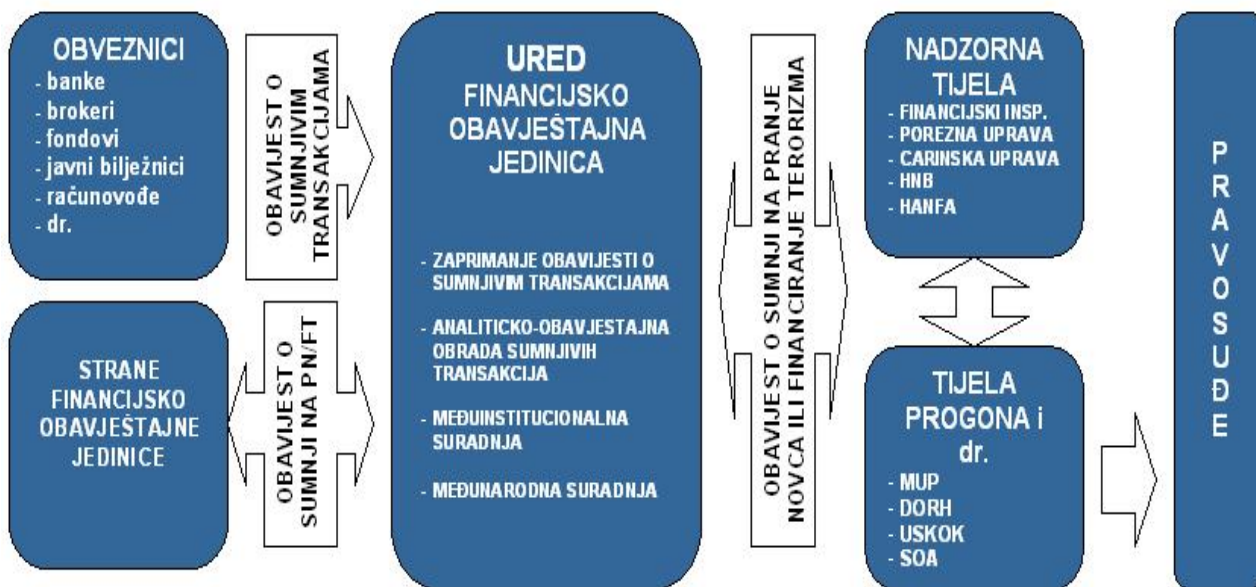 OBVEZNICI
- banke
- brokeri
- fondovi
- javni bilježnici
- računovođe
- dr.
OBAVIJEST O
SUMNJIVIM
TRANSAKCIJAMA
STRANE
FINANCIJSKO
OBAVJEŠTAJNE
JEDINICE
OBAVIJEST O
SUMNJI NA PN/FT
URED
FINANCIJSKO
OBAVJEŠTAJNA
JEDINICA
- ZAPRIMANJE OBAVIJESTI O
SUMNJIVIM TRANSAKCIJAMA
- ANALITICKO-OBAVJESTAJNA
OBRADA SUMNJIVIH
TRANSAKCIJA
- MEĐUINSTITUCIONALNA
SURADNJA
- MEĐUNARODNA SURADNJA
OBAVIJEST O SUMNJI NA PRANJE
NOVCA ILI FINANCIRANJE TERORIZMA
NADZORNA
TIJELA
- FINANCIJSKI INSP.
- POREZNA UPRAVA
- CARINSKA UPRAVA
- HNB
- HANFA
TIJELA
PROGONA i
dr.
- MUP
- DORH
- USKOK
- SOA
PRAVOSUĐE